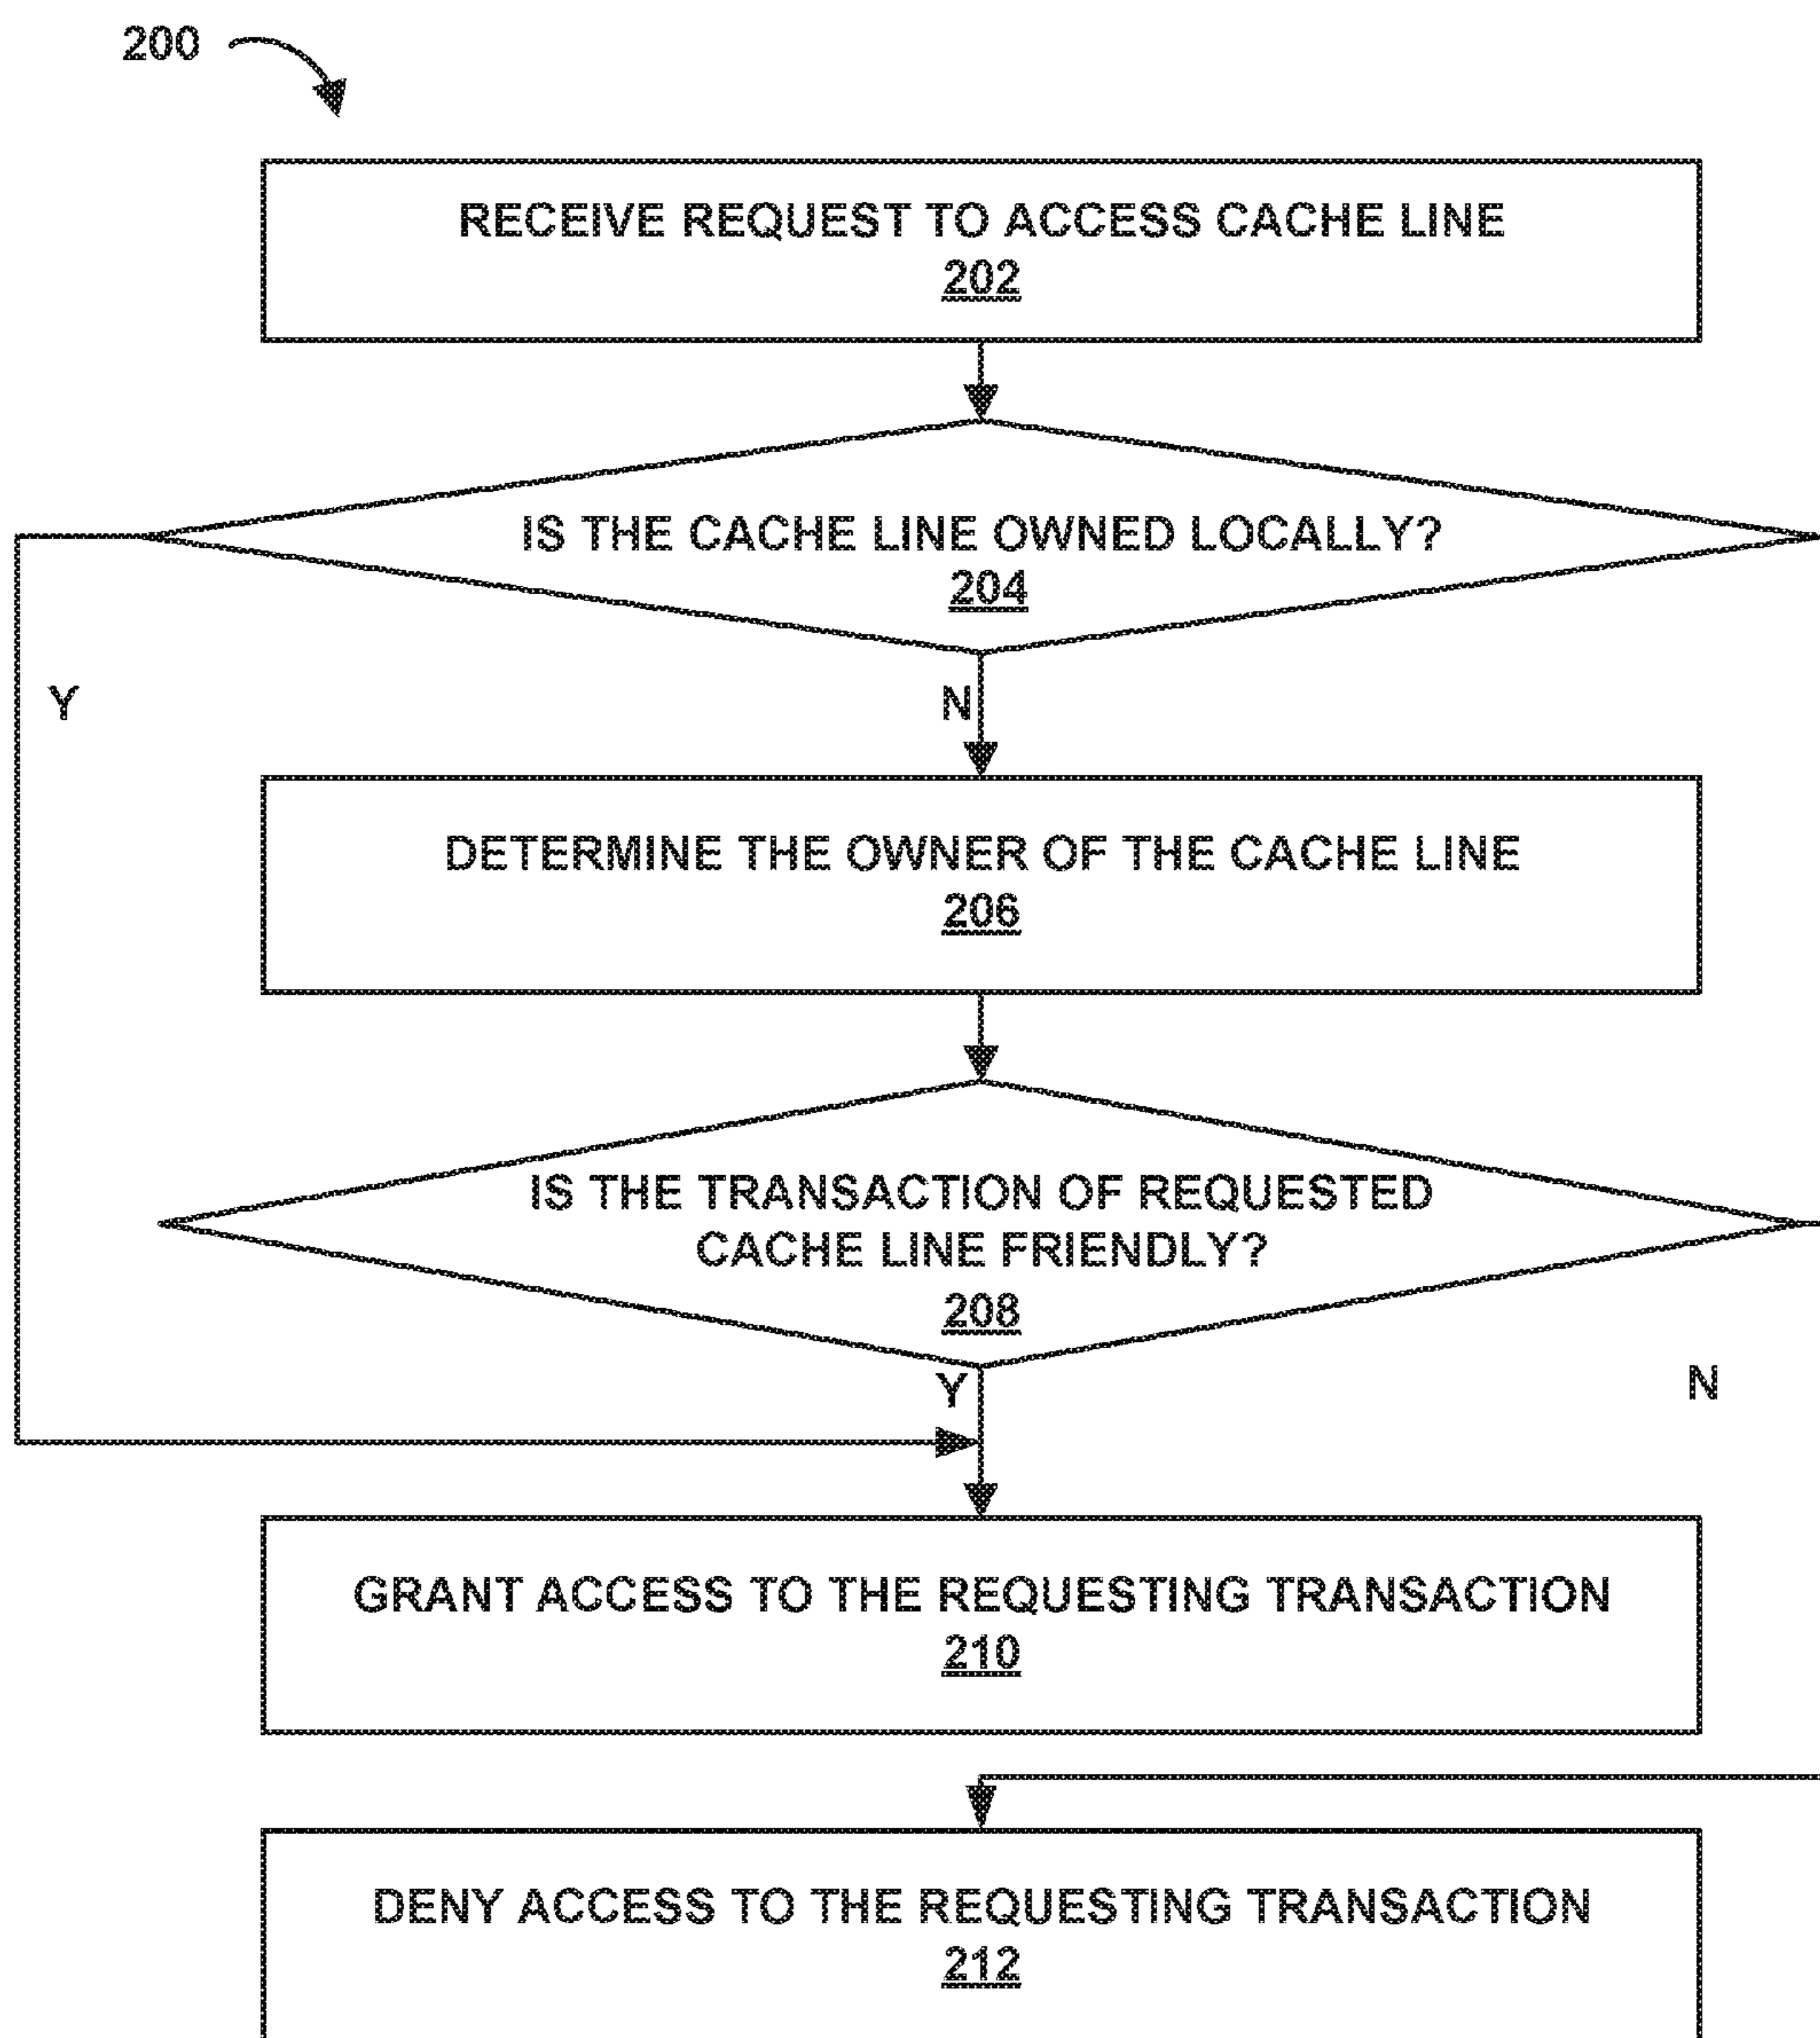 200
RECEIVE REQUEST TO ACCESS CACHE LINE
202
IS THE CACHE LINE OWNED LOCALLY?
204
Y
N
DETERMINE THE OWNER OF THE CACHE LINE
206
IS THE TRANSACTION OF REQUESTED
CACHE LINE FRIENDLY?
208
Y
N
GRANT ACCESS TO THE REQUESTING TRANSACTION
210
DENY ACCESS TO THE REQUESTING TRANSACTION
212